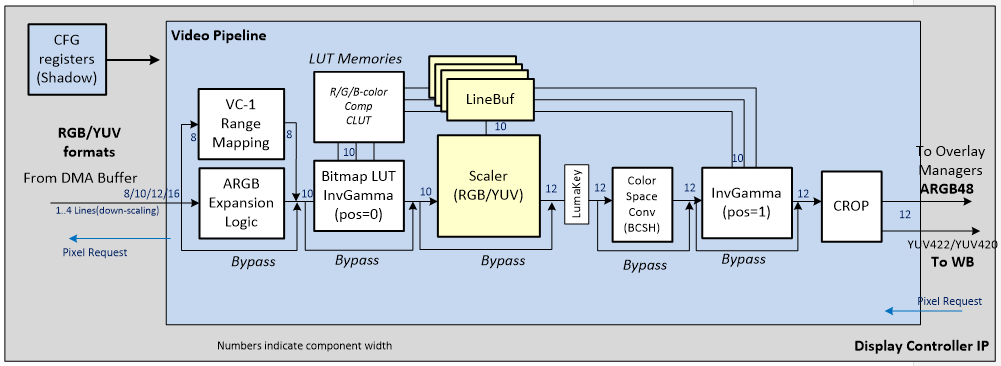 CFG
registers
(Shadow)
Video Pipeline
LUT Memories
R/G/B-color
Comp
CLUT
LineBuf
10
VC-1
Range
Mapping
8
8
RGB/YUV
formats
From DMA Buffer
8/10/12/16
1..4 Lines(down-scaling)
Pixel Request
ARGB
Expansion
Logic
10
10
Bitmap LUT
InvGamma
(pos=0)
10
Scaler
(RGB/YUV)
12
LumaKey
12
Color
Space
Conv
(BCSH)
12
10
InvGamma
(pos=1)
12
CROP
To Overlay
Managers
ARGB48
12
YUV422/YUV420
To WB
Bypass
Bypass
Bypass
Bypass
Bypass
Pixel Request
Numbers indicate component width
Display Controller IP